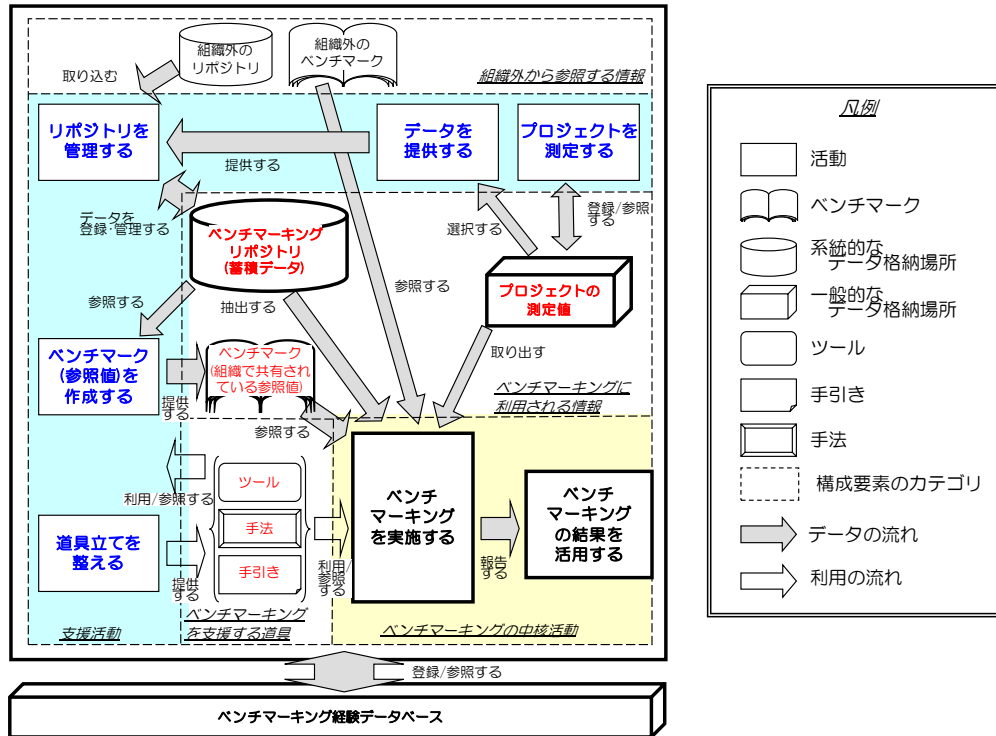 組織外の
リポジトリ
組織外の
ベンチマーク
取り込む
組織外から参照する情報
リポジトリを
管理する
データを
提供する
プロジェクトを
測定する
提供する
データを
登録・管理する
ベンチマーキング
リポジトリ
(蓄積データ)
選択する
登録/参照
する
プロジェクトの
測定値
参照する
抽出する
参照する
取り出す
ベンチマーク
(参照値)を
作成する
提供
する
ベンチマーク
(組織で共有され
ている参照値)
参照する
ベンチマーキングに
利用される情報
利用/参照する
ツール
手法
手引き
道具立てを
整える
提供
する
利用/
参照
する
ベンチ
マーキング
を実施する
報告
する
ベンチ
マーキング
の結果を
活用する
支援活動
ベンチマーキング
を支援する道具
ベンチマーキングの中核活動
登録/参照する
ベンチマーキング経験データベース
凡例
活動
ベンチマーク
系統的な
データ格納場所
一般的な
データ格納場所
ツール
手引き
手法
構成要素のカテゴリ
データの流れ
利用の流れ